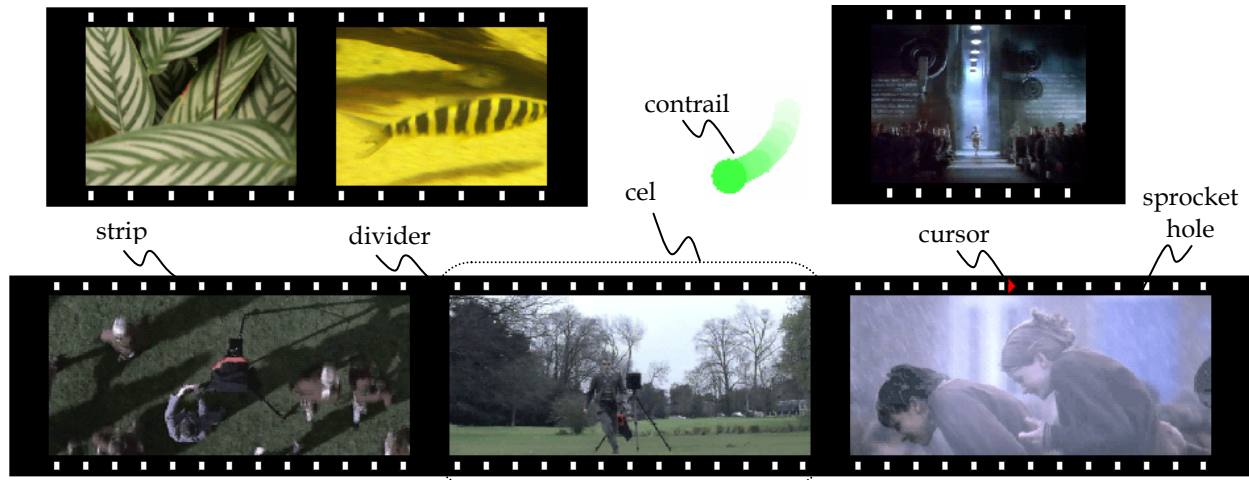 contrail
cel
sprocket
hole
strip
divider
cursor